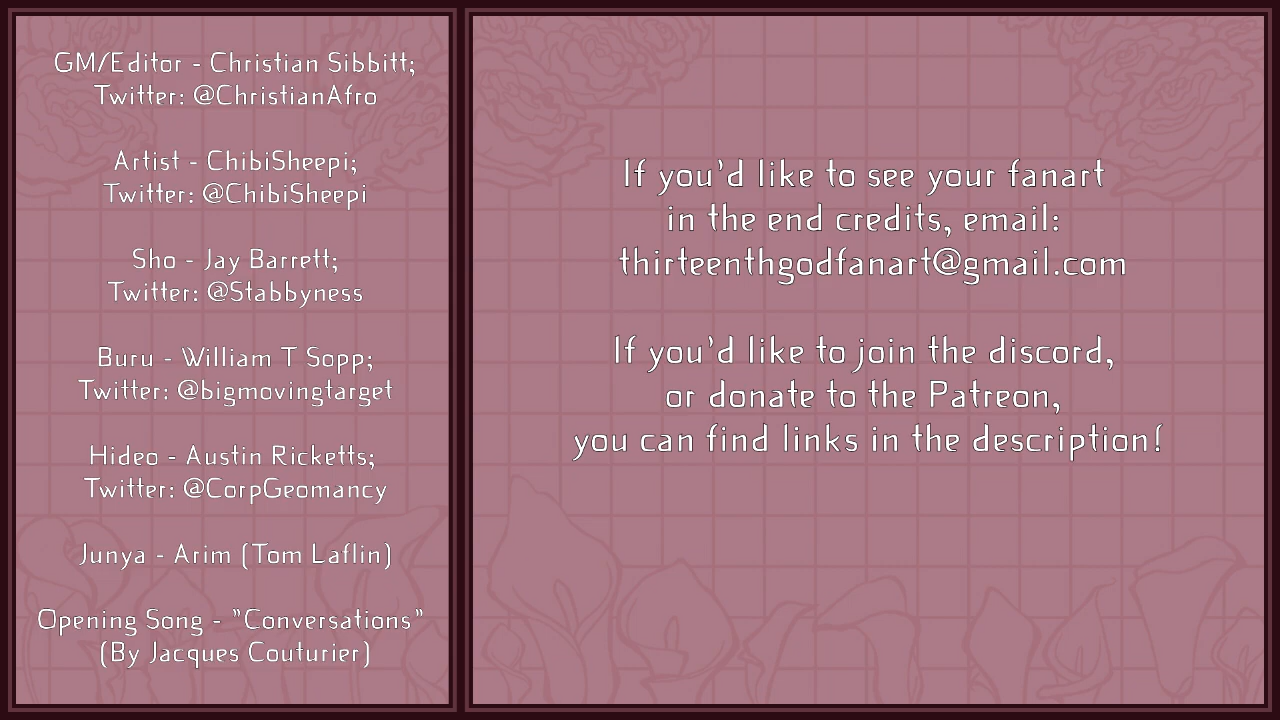 GM/Editor - Christian Sibbitt;
Twitter: @ChristianAfro
Artist - ChibiSheepi;
Twitter: @ChibiSheepi
Sho - Jay Barrett;
Twitter: @Stabbyness
Buru - William T Sopp;
Twitter: @bigmovingtarget
Hideo - Austin Ricketts;
Twitter: @CorpGeomancy
Junya - Arim (Tom Laflin)
Opening Song - "Conversations"
(By Jacques Couturier)
If you'd like to see your fanart
in the end credits, email:
thirteenthgodfanart@gmail.com
If you'd like to join the discord,
or donate to the Patreon,
you can find links in the description!